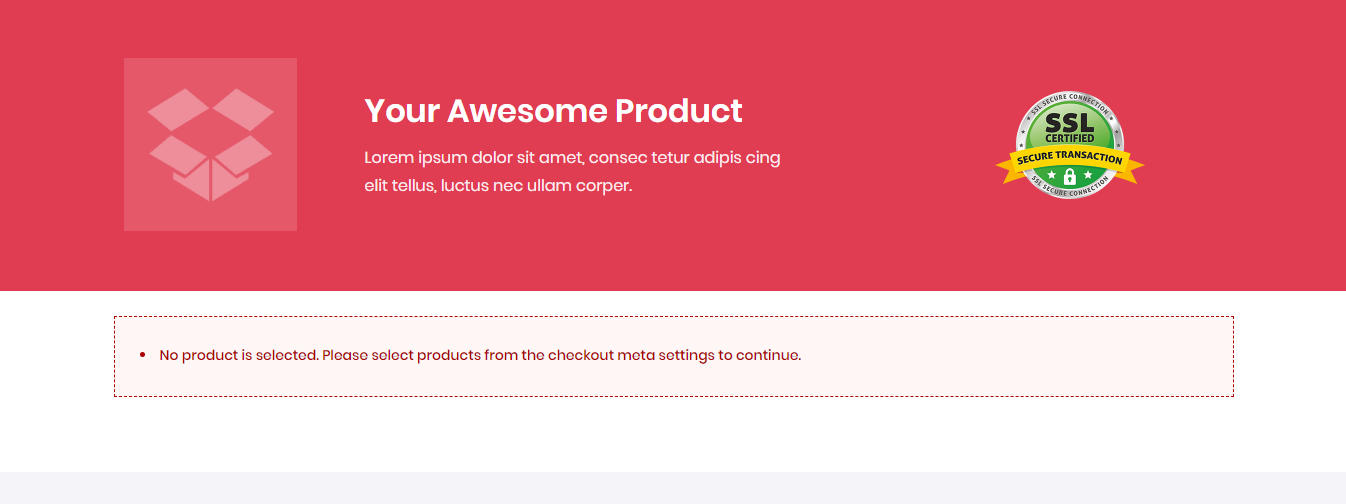 Your Awesome Product
Lorem ipsum dolor sit amet, consec tetur adipis cing
elit tellus, luctus nec ullam corper.
SSL SECURE CONNECTION
SSL
CERTIFIED
SECURE TRANSACTION
SSL SECURE CONNECTION
No product is selected. Please select products from the checkout meta settings to continue.